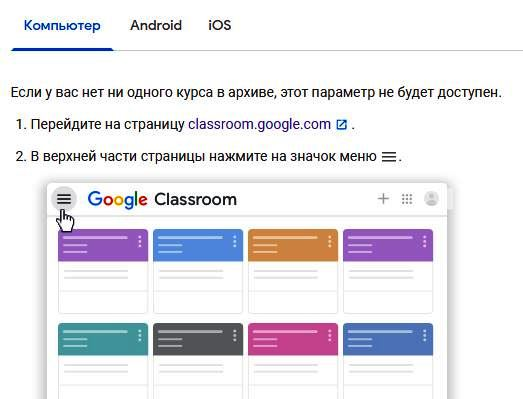 Компьютер Android iOS
Если у вас нет ни одного курса в архиве, этот параметр не будет доступен.
1. Перейдите на страницу classroom.google.com .
2. В верхней части страницы нажмите на значок меню .
Google Classroom